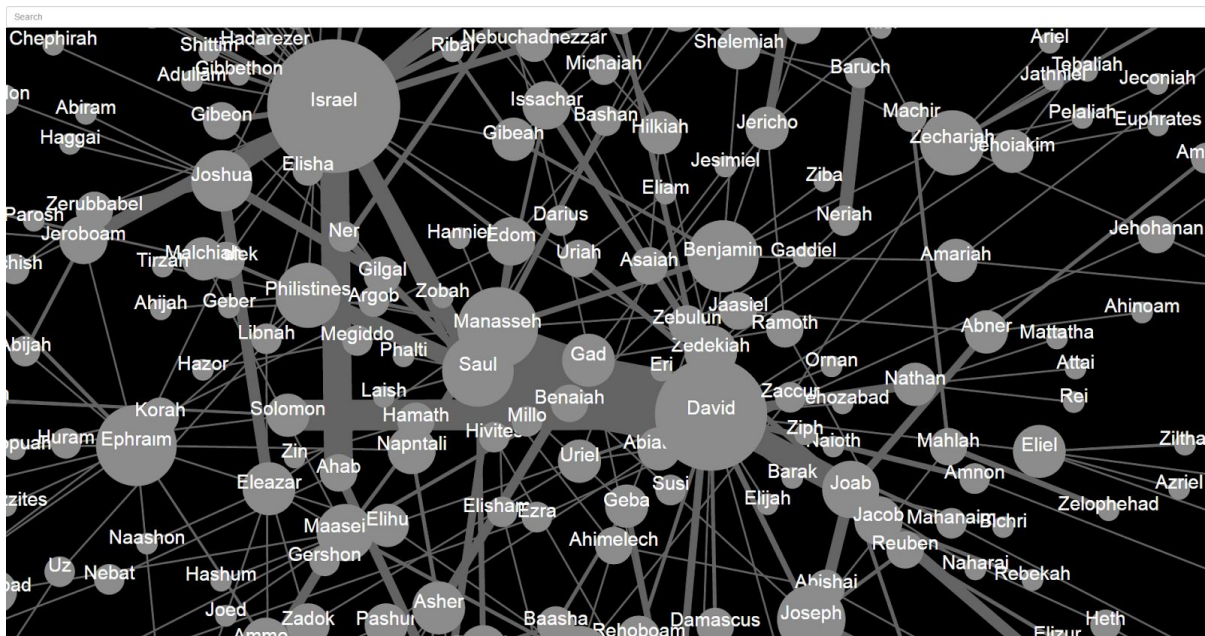 Search
Chephirah
Shittim
Hadarezer
Ribai
Nebuchadnezzar
Shelemiah
Ariel
Adullam
Gibbethon
Michaiah
Baruch
Jathniel
Tebaliah
Jeconiah
Abiram
Gibeon
Israel
Issachar
Bashan
Hilkiah
Jericho
Machir
Zechariah
Jehoiakim
Pelaliah
Euphrates
Haggai
Gibeah
Joshua
Elisha
Jesimiel
Ziba
Eliam
Parosh
Zerubbabel
Jeroboam
Ner
Hanniel
Darius
Edom
Uriah
Asaiah
Benjamin
Gaddiel
Neriah
Amariah
Jehohanan
Malchiah
Tirzah
Gilgal
Philistines
Argob
Zobah
Ahijah
Geber
Libnah
Megiddo
Manasseh
Zebulun
Jaasiel
Ramoth
Zedekiah
Abner
Ahinoam
Mattatha
Abijah
Hazor
Phalti
Saul
Gad
Eri
Ornan
Nathan
Attai
Laish
Benaiah
David
Zaccur
Rei
Korah
Solomon
Hamath
Millo
Huram
Ephraim
Zin
Hivites
Ziph
Naioth
Mahlah
Eliel
Ahab
Uriel
Susi
Barak
Elijah
Joab
Amnon
Azriel
Eleazar
Zelophehad
Maasei
Elihu
Ezra
Geba
Jacob
Bichri
Naashon
Gershon
Ahimelech
Reuben
Uz
Nebat
Hashum
Abishai
Rebekah
Joed
Zadok
Pashur
Asher
Baasha
Rehoboam
Damascus
Joseph
Heth
Elizur